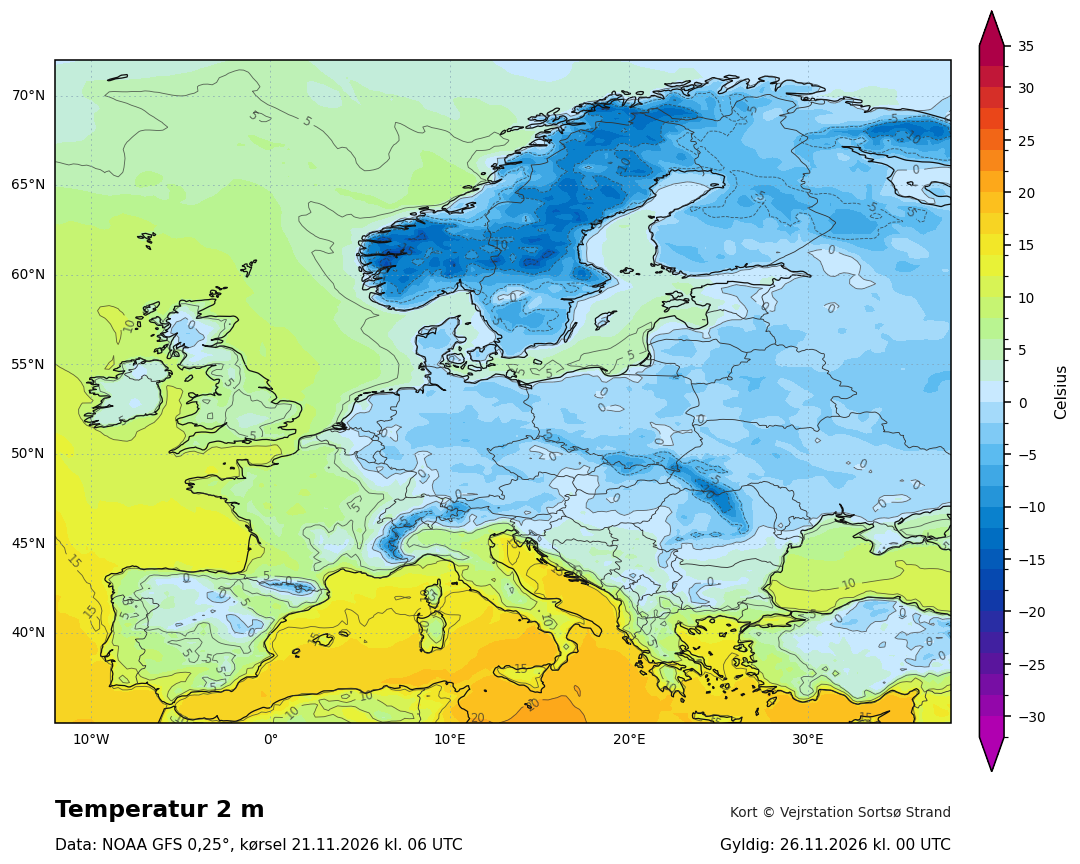 70°N
65°N
60°N
55°N
50°N
45°N
40°N
10°W
0°
10°E
20°E
30°E
35
30
25
20
15
10
5
0
−5
−10
−15
−20
−25
−30
Celsius
Temperatur 2 m
Kort © Vejrstation Sortsø Strand
Data: NOAA GFS 0,25°, kørsel 21.11.2026 kl. 06 UTC
Gyldig: 26.11.2026 kl. 00 UTC